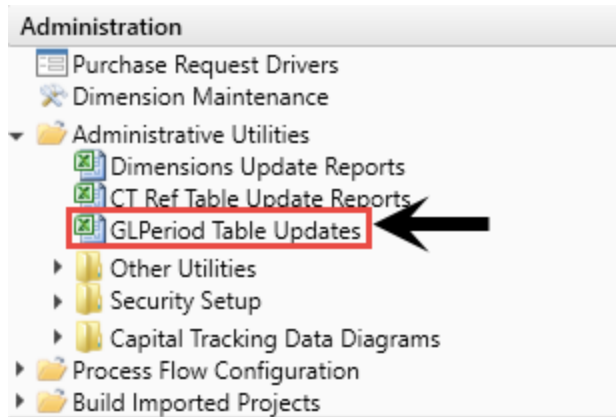 Administration
Purchase Request Drivers
Dimension Maintenance
Administrative Utilities
Dimensions Update Reports
CT Ref Table Update Reports
GLPeriod Table Updates
Other Utilities
Security Setup
Capital Tracking Data Diagrams
Process Flow Configuration
Build Imported Projects